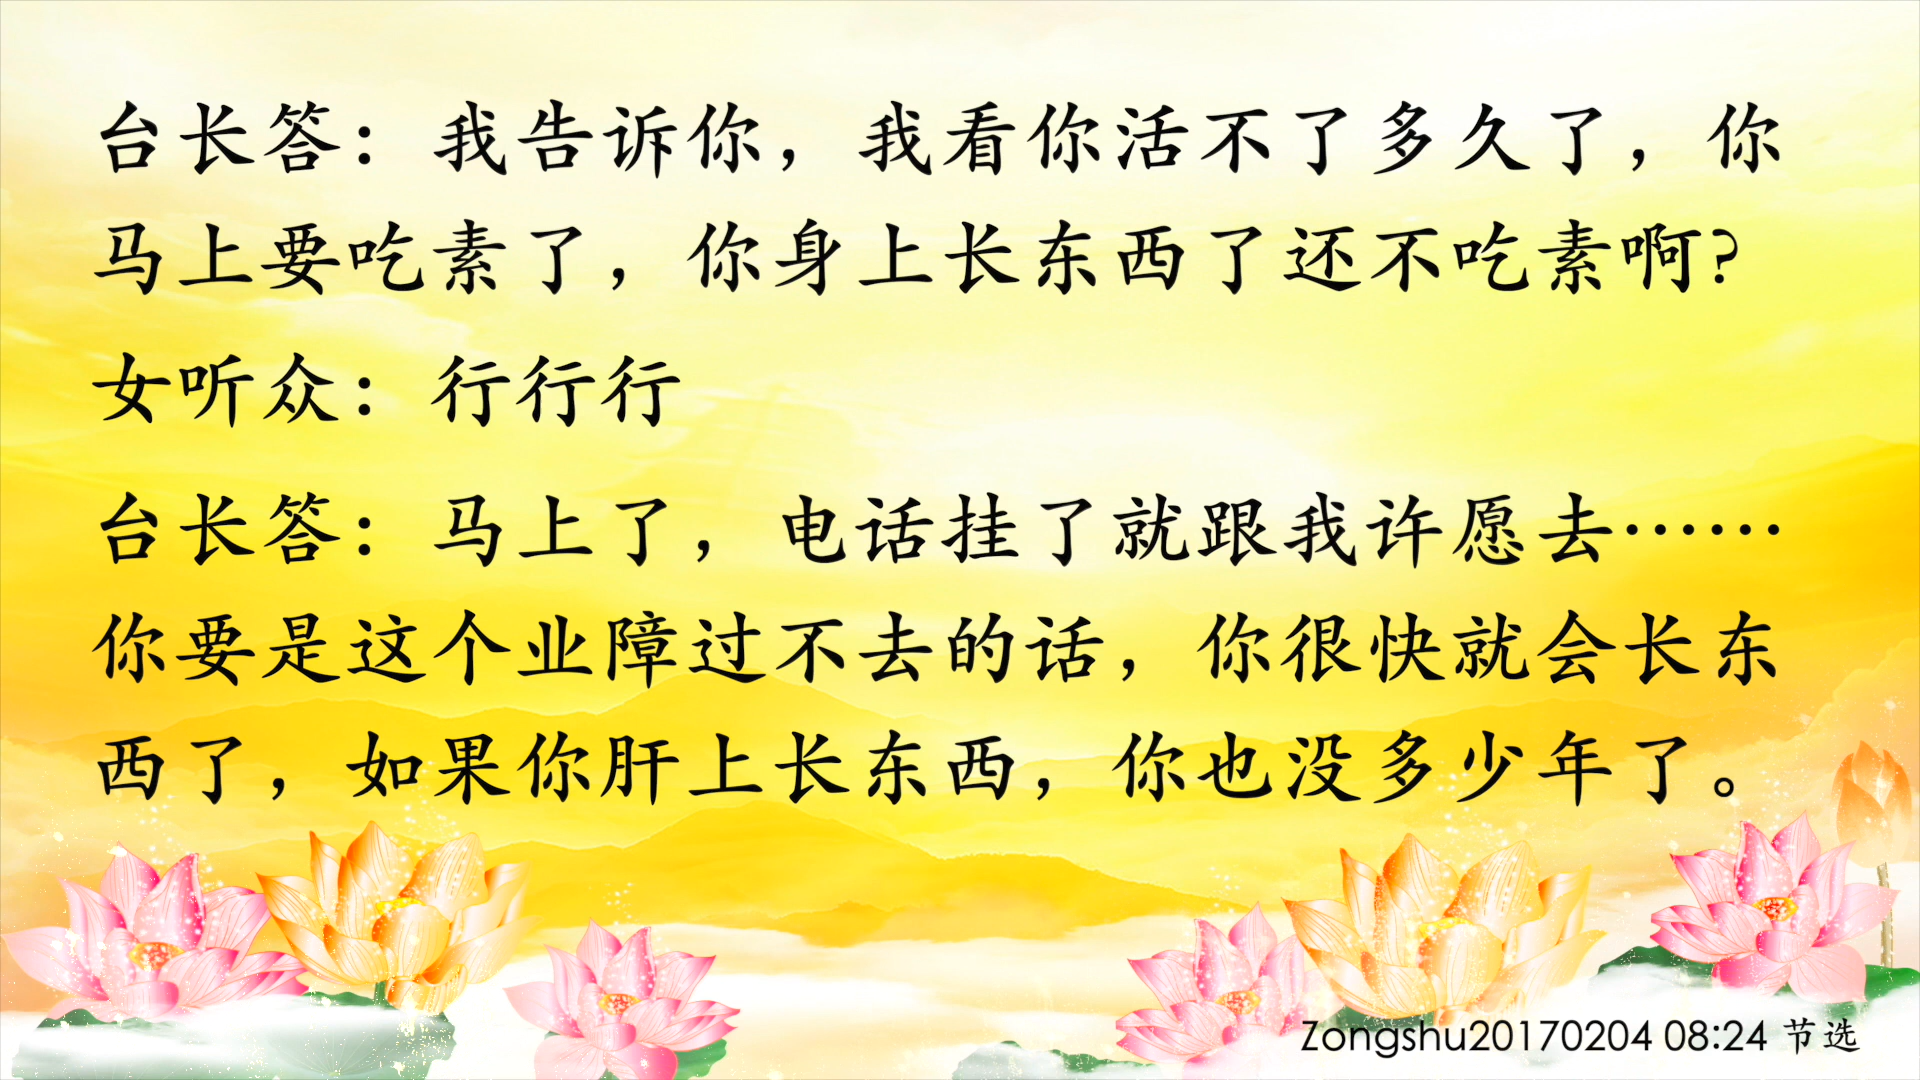 台长答：我告诉你，我看你活不了多久了，你
马上要吃素了，你身上长东西了还不吃素啊?
女听众：行行行
台长答：马上了，电话挂了就跟我许愿去……
你要是这个业障过不去的话，你很快就会长东
西了，如果你肝上长东西，你也没多少年了。
Zongshu20170204 08:24 节选